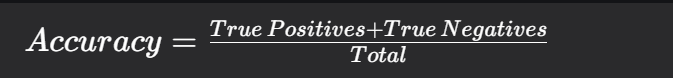 Accuracy = True Positives+True Negatives
Total